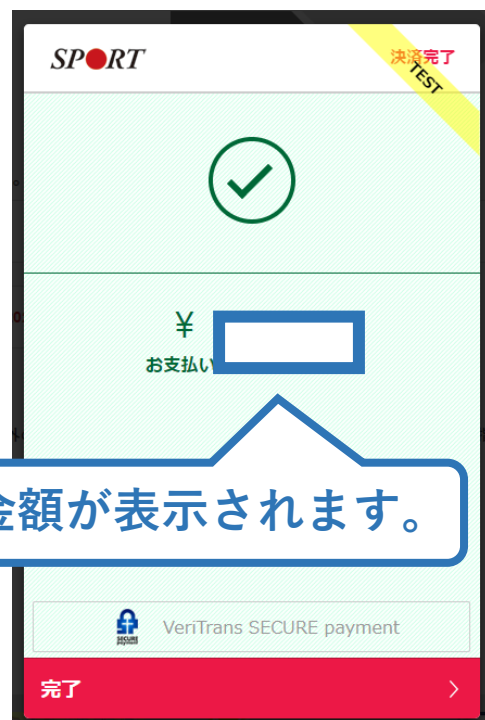 SPORT
決済完了
TEST
¥
お支払い
金額が表示されます。
SECURE
payment
VeriTrans SECURE payment
完了